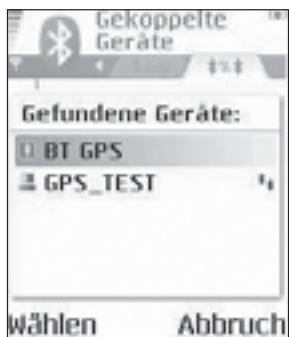 Gekoppelte
Geräte
Gefundene Geräte:
BT GPS
GPS_TEST
Wählen Abbruch